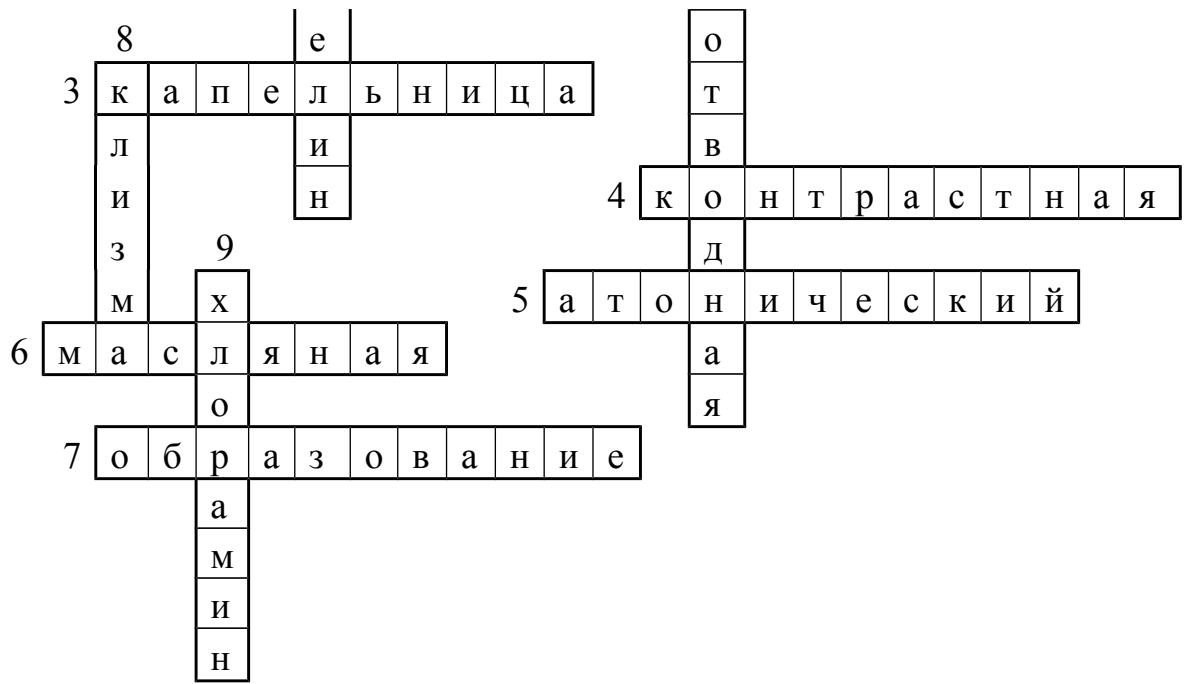 8 е о
3 капельница т
л и в
и н 4 контрастная
з 9 д
м х 5 атонический
6 масляная а
о я
7 образование
а
м
и
н